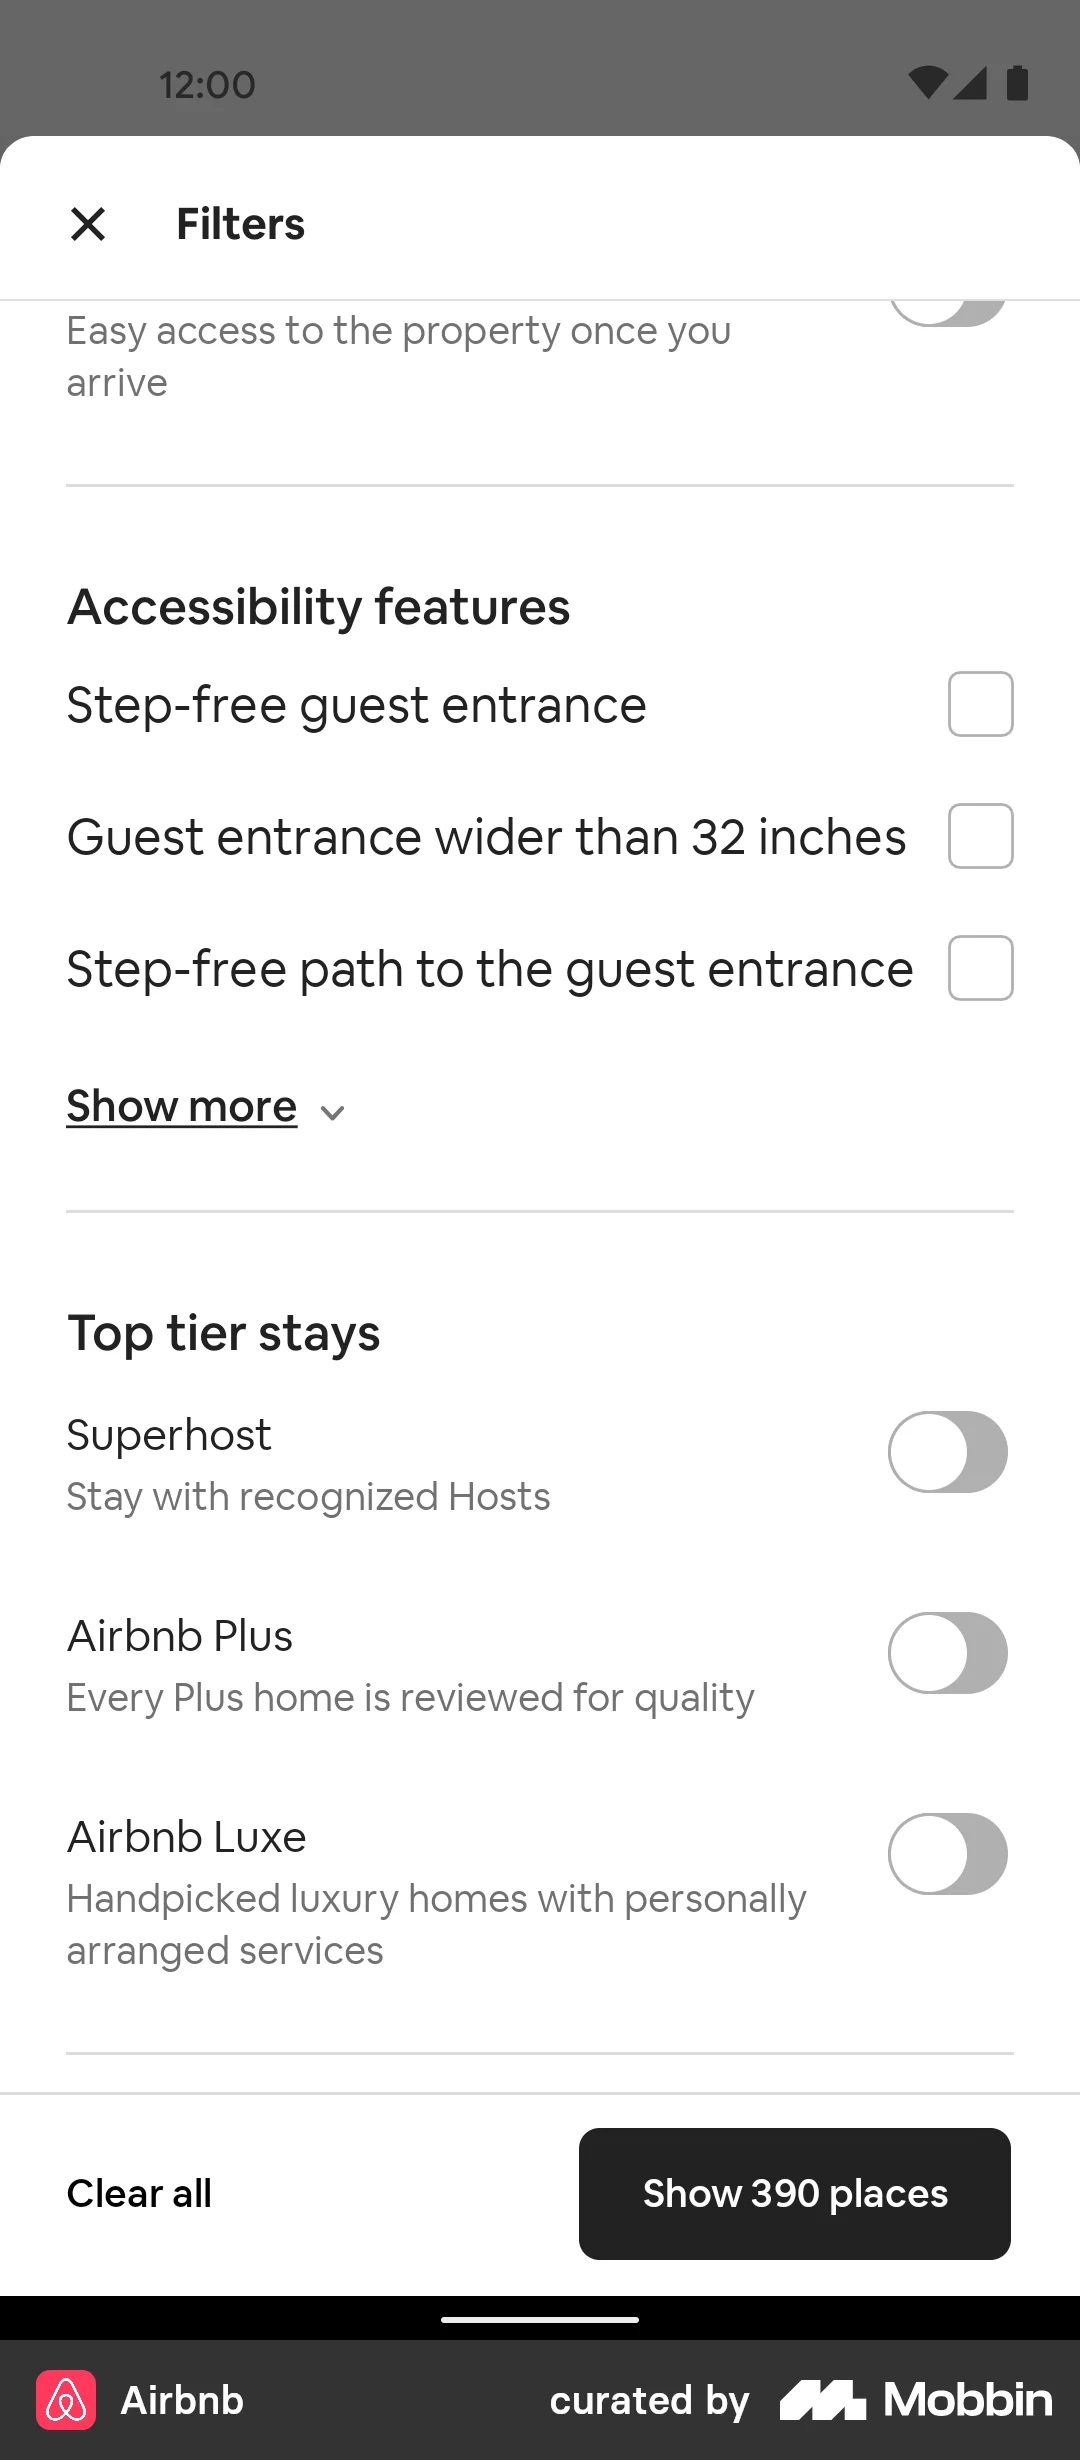 12:00
Filters
Easy access to the property once you
arrive
Accessibility features
Step-free guest entrance
Guest entrance wider than 32 inches
Step-free path to the guest entrance
Show more
Top tier stays
Superhost
Stay with recognized Hosts
Airbnb Plus
Every Plus home is reviewed for quality
Airbnb Luxe
Handpicked luxury homes with personally
arranged services
Clear all
Show 390 places
Airbnb
curated by Mobbin